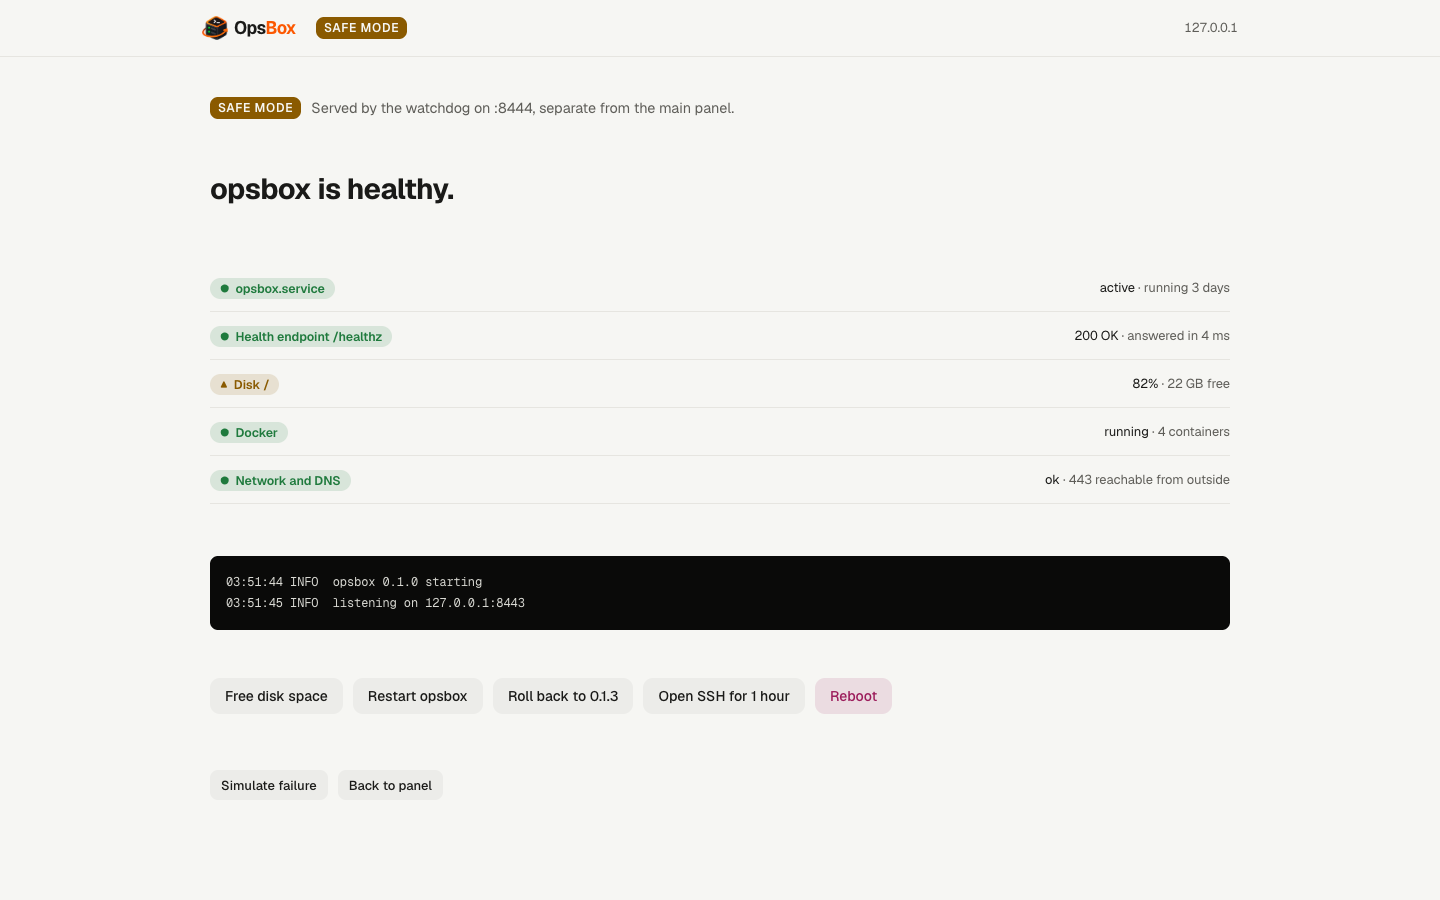 OpsBox SAFE MODE 127.0.0.1
SAFE MODE Served by the watchdog on :8444, separate from the main panel.
opsbox is healthy.
opsbox.service active · running 3 days
Health endpoint /healthz 200 OK · answered in 4 ms
Disk / 82% · 22 GB free
Docker running · 4 containers
Network and DNS ok · 443 reachable from outside
03:51:44 INFO  opsbox 0.1.0 starting
03:51:45 INFO  listening on 127.0.0.1:8443
Free disk space Restart opsbox Roll back to 0.1.3 Open SSH for 1 hour Reboot
Simulate failure Back to panel